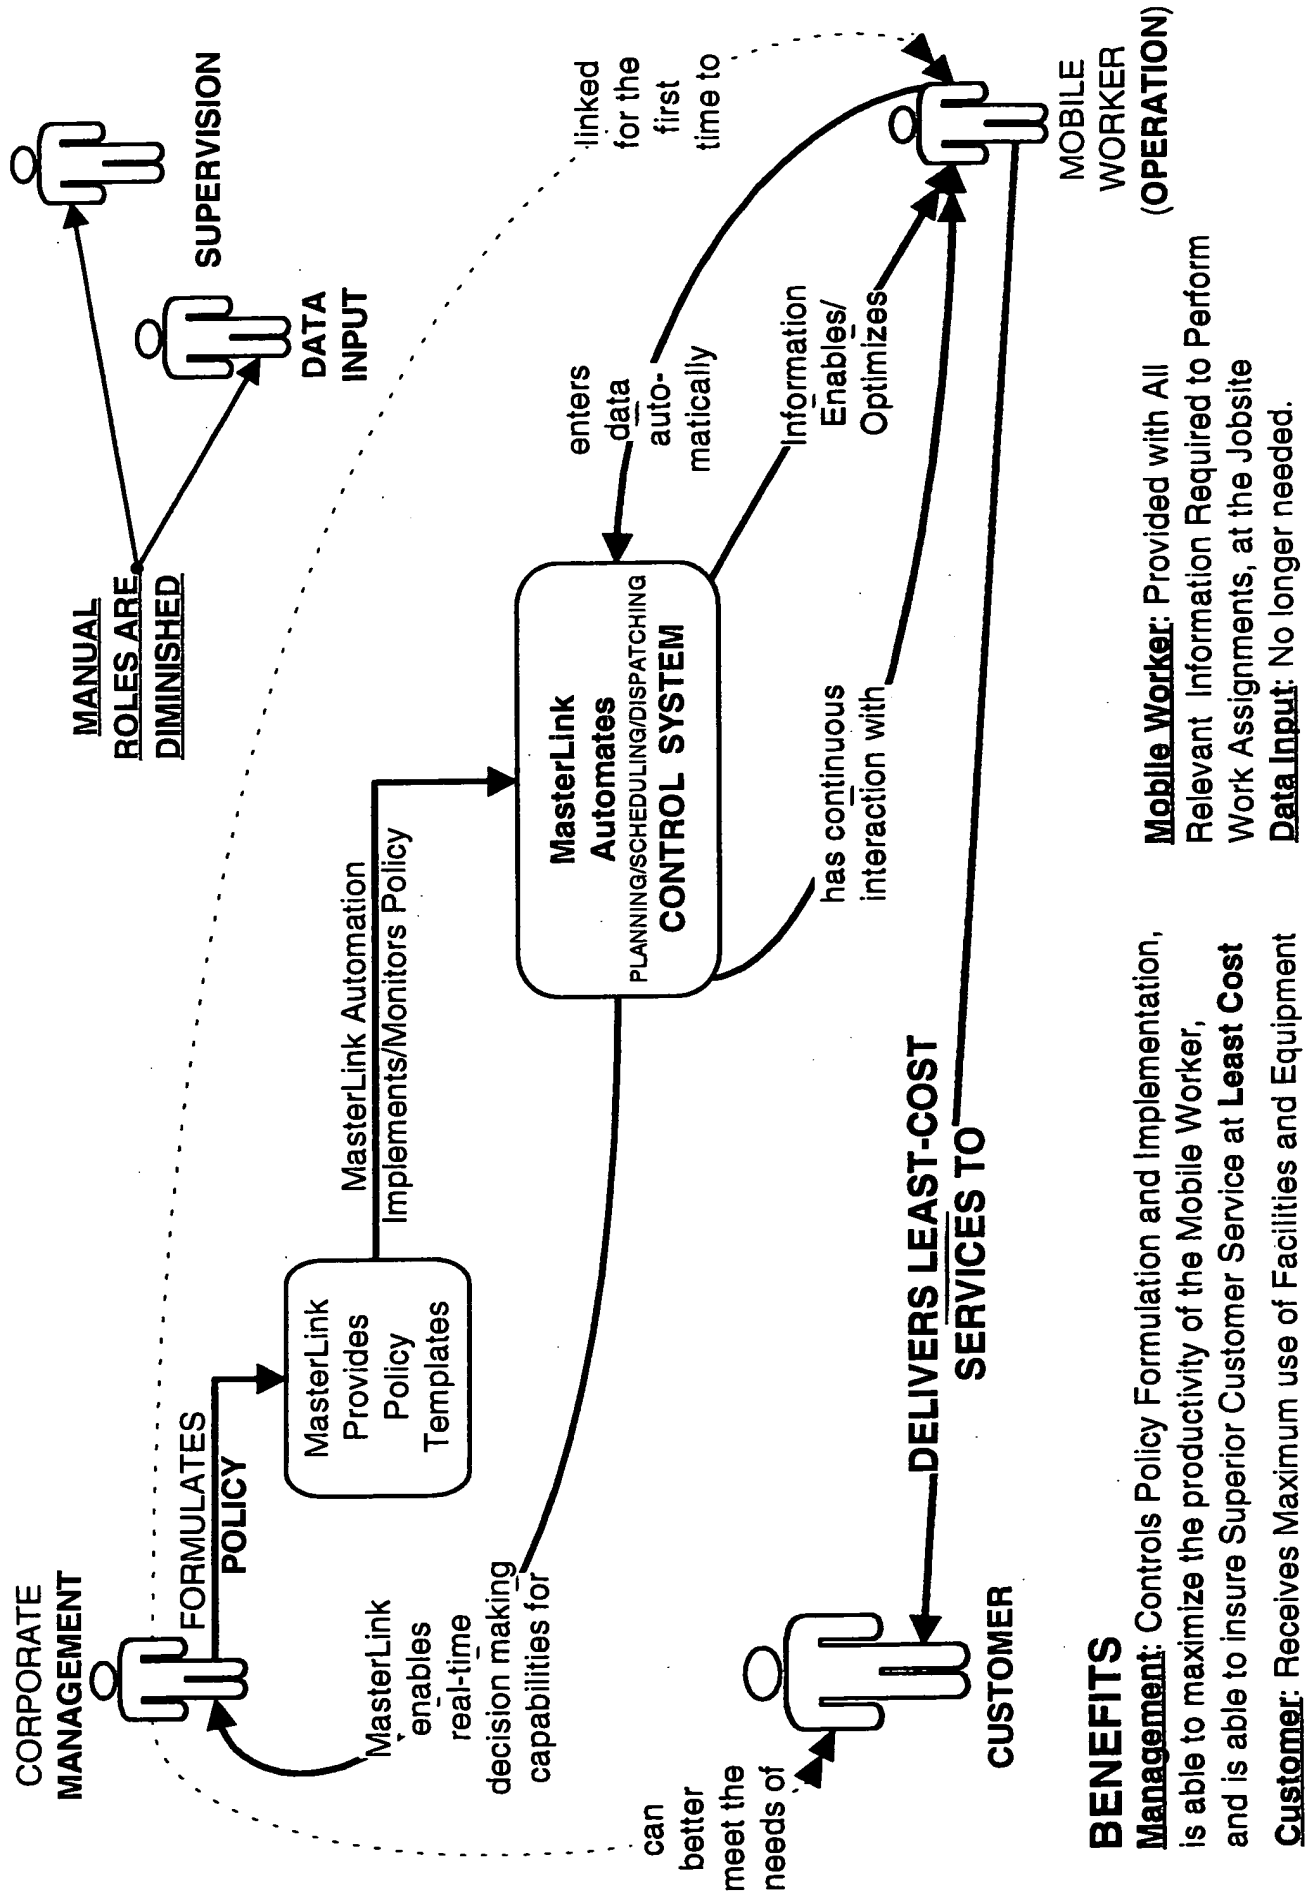 CORPORATE
MANAGEMENT
FORMULATES
POLICY
MasterLink
Provides
Policy
Templates
MasterLink Automation
Implements/Monitors Policy
MANUAL
ROLES ARE
DIMINISHED
SUPERVISION
DATA
INPUT
MasterLink
enables
real-time
decision making
capabilities for
MasterLink
Automates
PLANNING/SCHEDULING/DISPATCHING
CONTROL SYSTEM
enters
data
auto-
matically
linked
for the
first
time to
Information
Enables/
Optimizes
has continuous
interaction with
MOBILE
WORKER
(OPERATION)
can
better
meet the
needs of
CUSTOMER
DELIVERS LEAST-COST
SERVICES TO
BENEFITS
Management: Controls Policy Formulation and Implementation,
is able to maximize the productivity of the Mobile Worker,
and is able to insure Superior Customer Service at Least Cost
Customer: Receives Maximum use of Facilities and Equipment
Mobile Worker: Provided with All
Relevant Information Required to Perform
Work Assignments, at the Jobsite
Data Input: No longer needed.